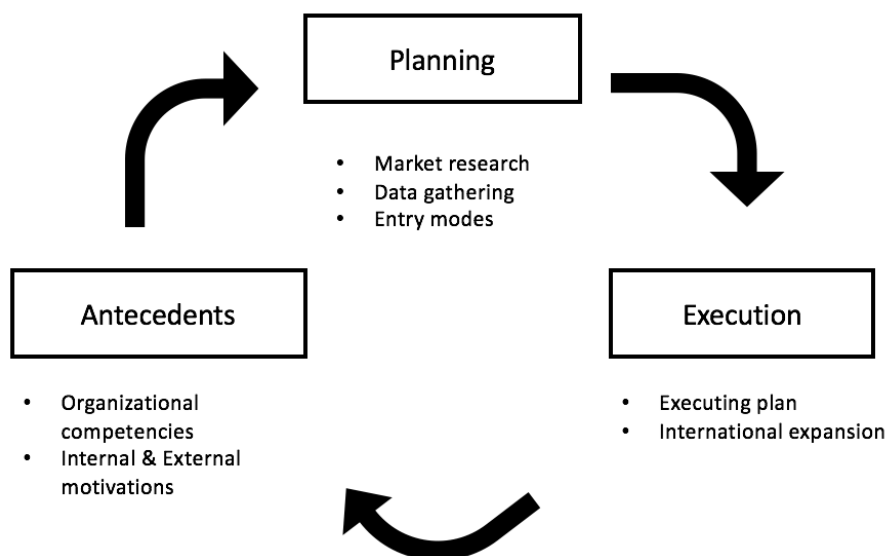 Planning
• Market research
• Data gathering
• Entry modes
Antecedents
• Organizational
competencies
• Internal & External
motivations
Execution
• Executing plan
• International expansion